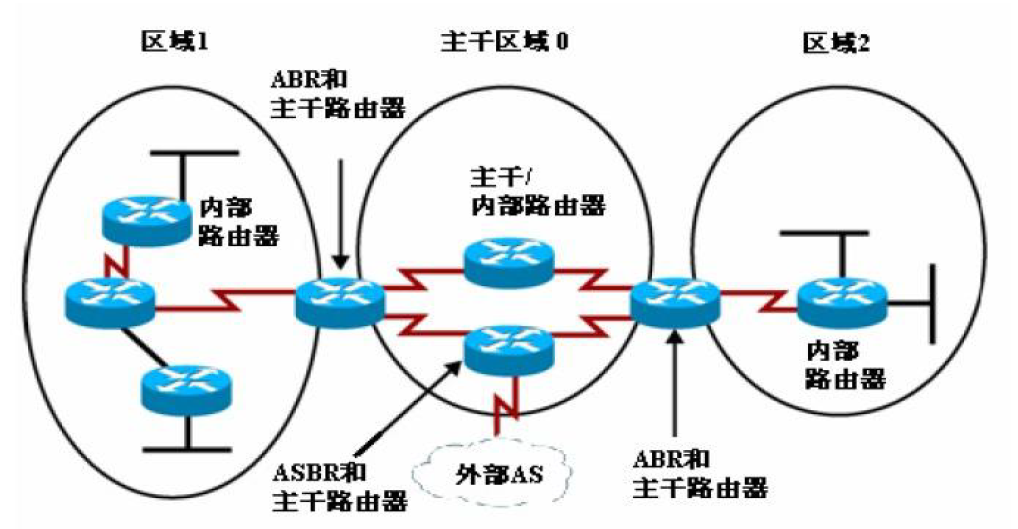 区域1
主干区域 0
区域2
ABR和
主干路由器
主干/
内部路由器
内部
路由器
内部
路由器
ASBR和
主干路由器
外部AS
ABR和
主干路由器